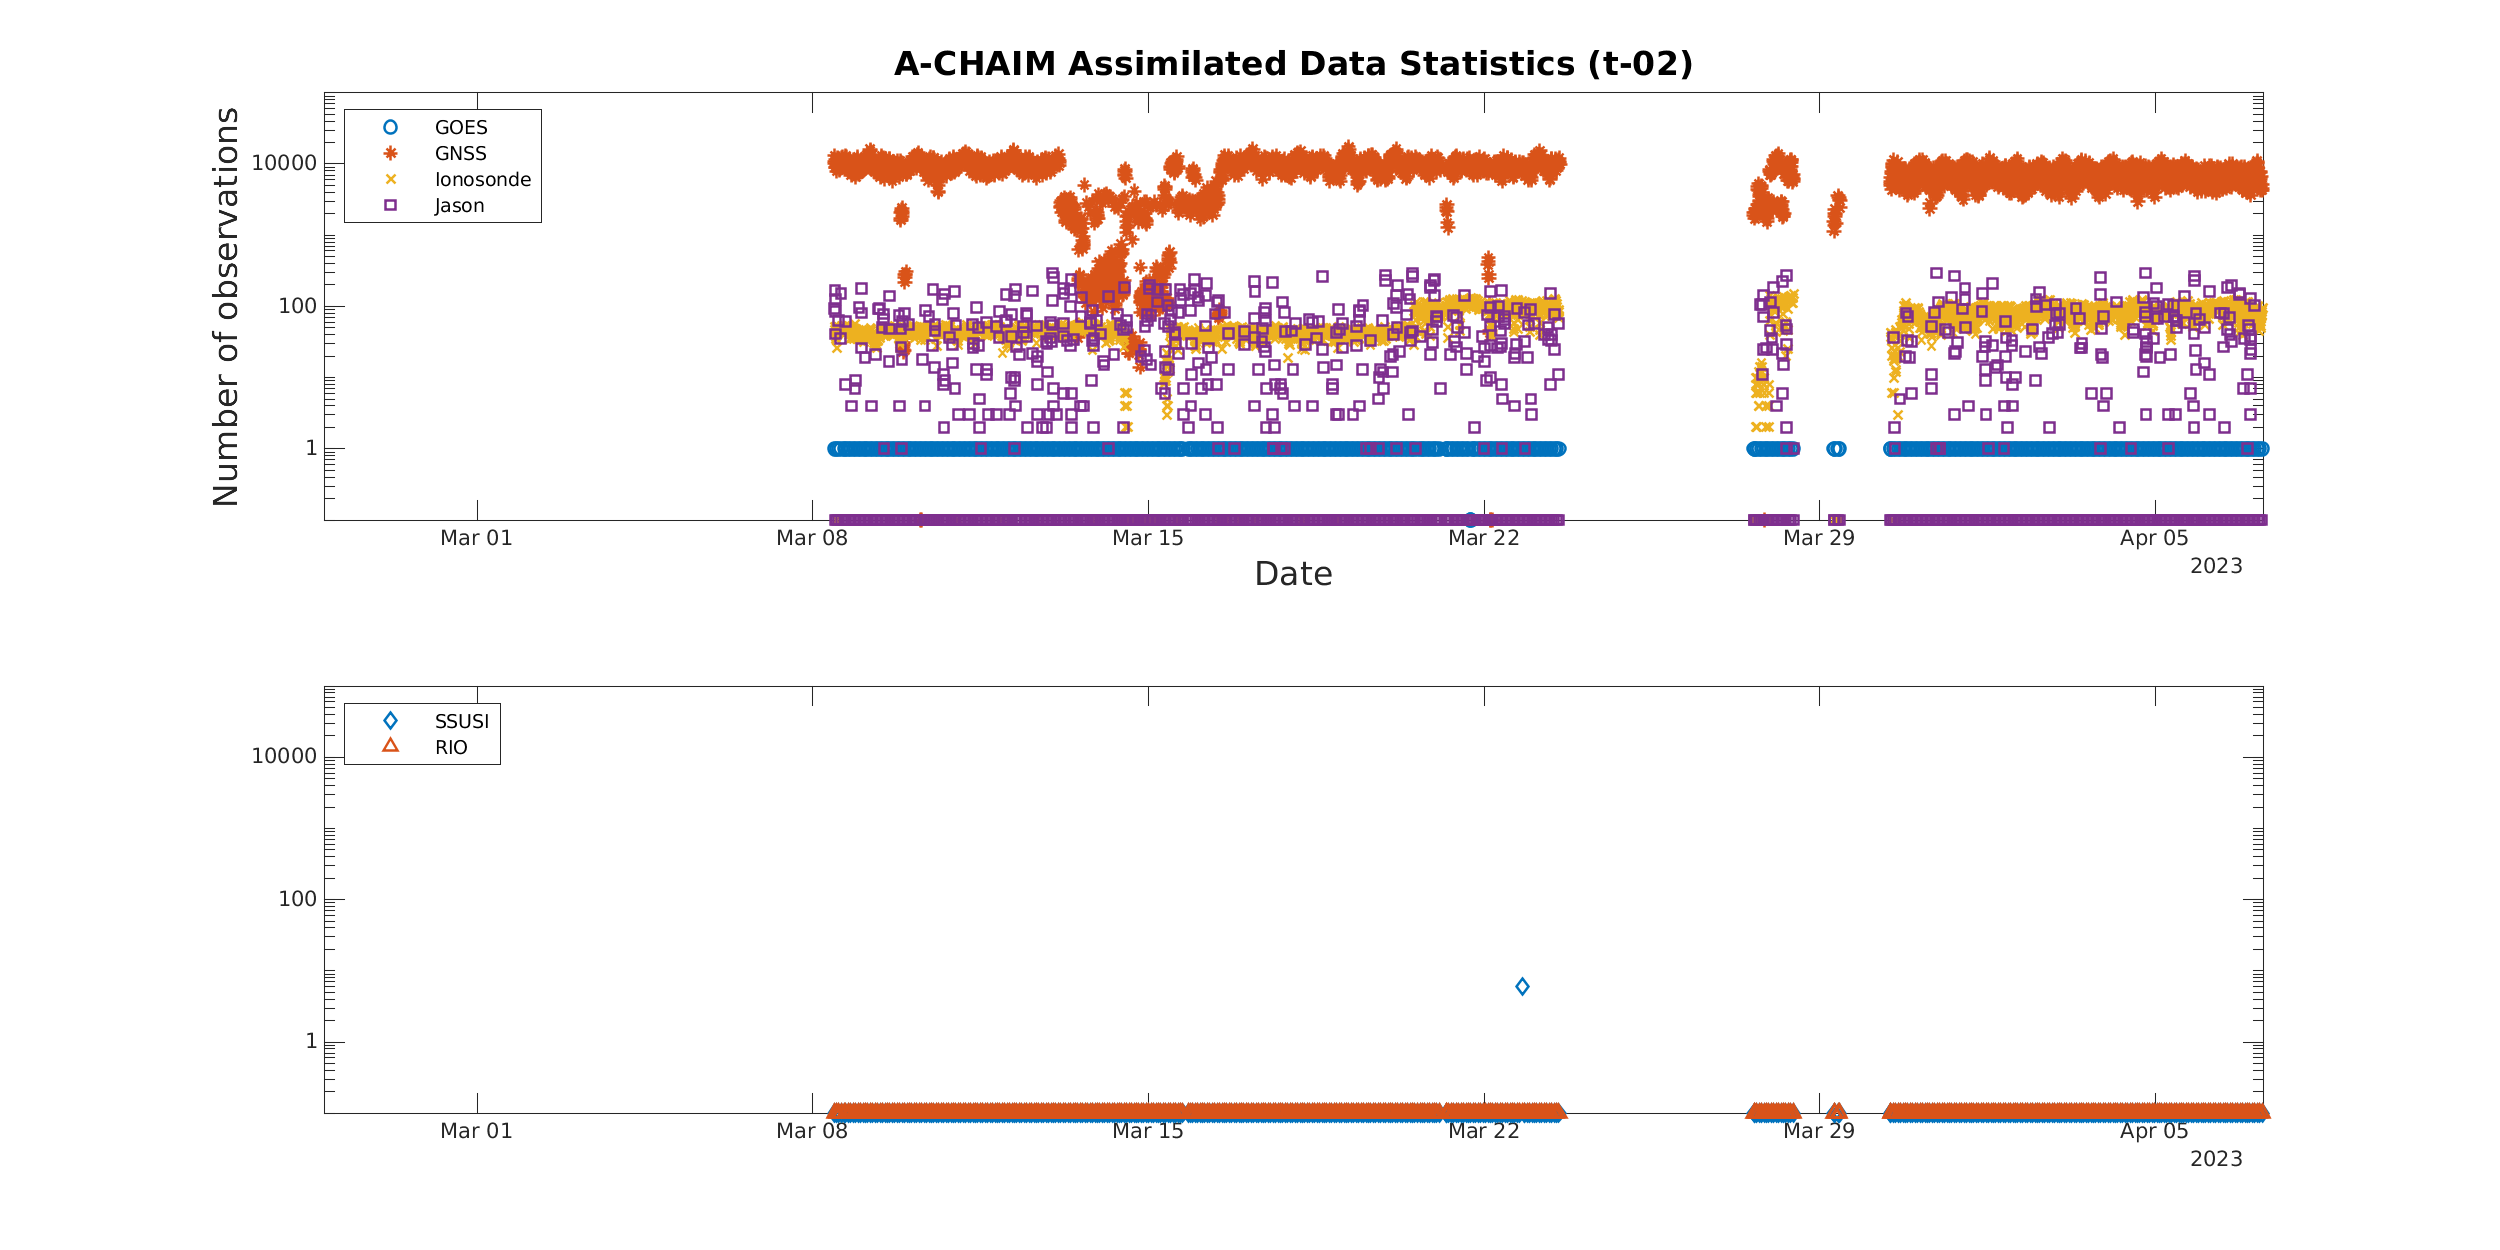 A-CHAIM Assimilated Data Statistics (t-02)
Number of observations
10000
100
1
GOES
GNSS
Ionosonde
Jason
Mar 01 Mar 08 Mar 15 Mar 22 Mar 29 Apr 05
2023
Date
10000
100
1
SSUSI
RIO
Mar 01 Mar 08 Mar 15 Mar 22 Mar 29 Apr 05
2023